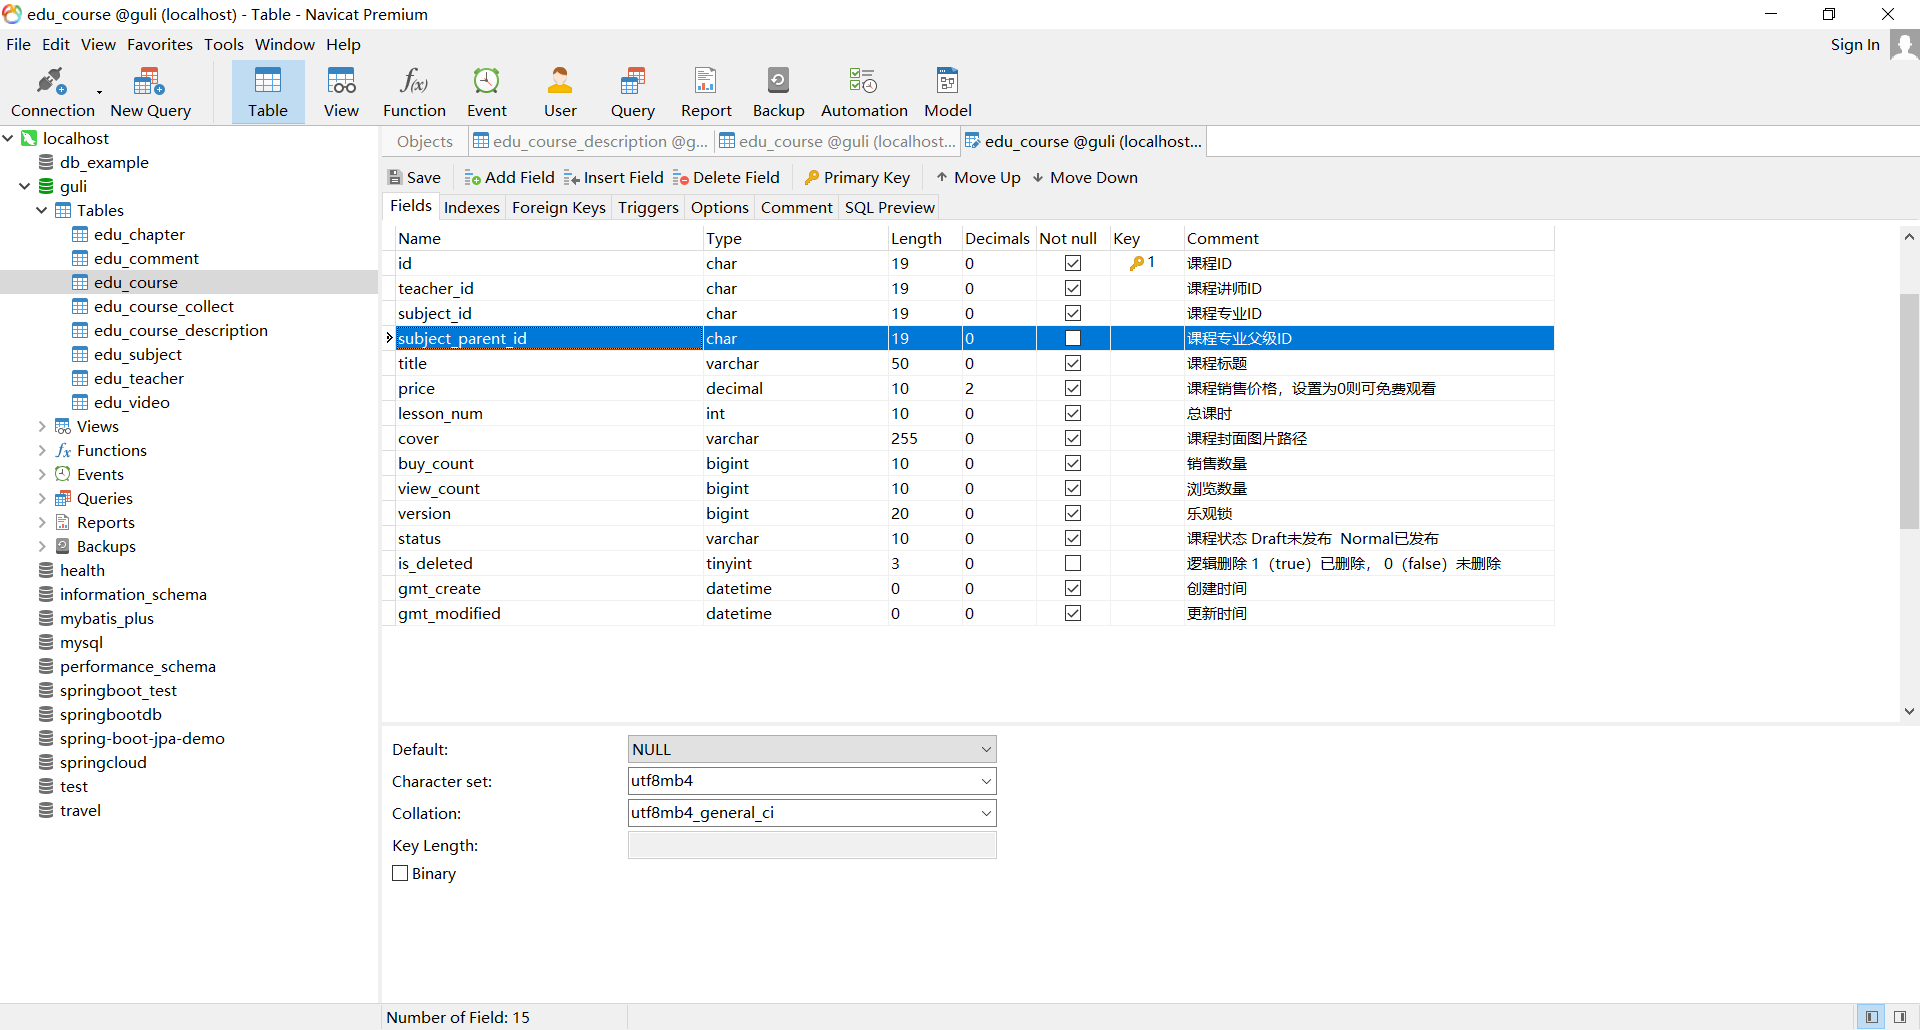 edu_course @guli (localhost) - Table - Navicat Premium
File Edit View Favorites Tools Window Help Sign In
Connection New Query Table View Function Event User Query Report Backup Automation Model
localhost
db_example
guli
Tables
edu_chapter
edu_comment
edu_course
edu_course_collect
edu_course_description
edu_subject
edu_teacher
edu_video
Views
Functions
Events
Queries
Reports
Backups
health
information_schema
mybatis_plus
mysql
performance_schema
springboot_test
springbootdb
spring-boot-jpa-demo
springcloud
test
travel
Objects edu_course_description @g... edu_course @guli (localhost... edu_course @guli (localhost...
Save Add Field Insert Field Delete Field Primary Key Move Up Move Down
Fields Indexes Foreign Keys Triggers Options Comment SQL Preview
Name Type Length Decimals Not null Key Comment
id char 19 0 1 课程ID
teacher_id char 19 0 课程讲师ID
subject_id char 19 0 课程专业ID
subject_parent_id char 19 0 课程专业父级ID
title varchar 50 0 课程标题
price decimal 10 2 课程销售价格，设置为0则可免费观看
lesson_num int 10 0 总课时
cover varchar 255 0 课程封面图片路径
buy_count bigint 10 0 销售数量
view_count bigint 10 0 浏览数量
version bigint 20 0 乐观锁
status varchar 10 0 课程状态 Draft未发布 Normal已发布
is_deleted tinyint 3 0 逻辑删除 1（true）已删除， 0（false）未删除
gmt_create datetime 0 0 创建时间
gmt_modified datetime 0 0 更新时间
Default: NULL
Character set: utf8mb4
Collation: utf8mb4_general_ci
Key Length:
Binary
Number of Field: 15